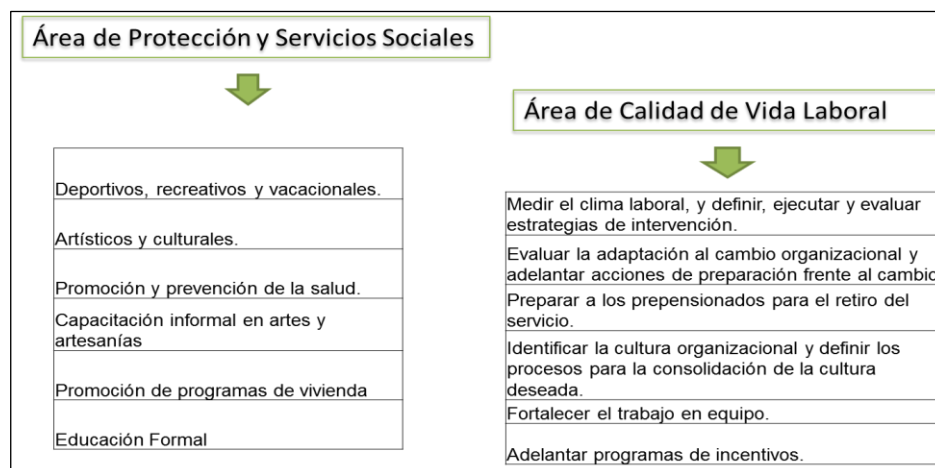 Área de Protección y Servicios Sociales
Deportivos, recreativos y vacacionales.
Artísticos y culturales.
Promoción y prevención de la salud.
Capacitación informal en artes y
artesanías
Promoción de programas de vivienda
Educación Formal
Área de Calidad de Vida Laboral
Medir el clima laboral, y definir, ejecutar y evaluar
estrategias de intervención.
Evaluar la adaptación al cambio organizacional y
adelantar acciones de preparación frente al cambio
Preparar a los prepensionados para el retiro del
servicio.
Identificar la cultura organizacional y definir los
procesos para la consolidación de la cultura
deseada.
Fortalecer el trabajo en equipo.
Adelantar programas de incentivos.